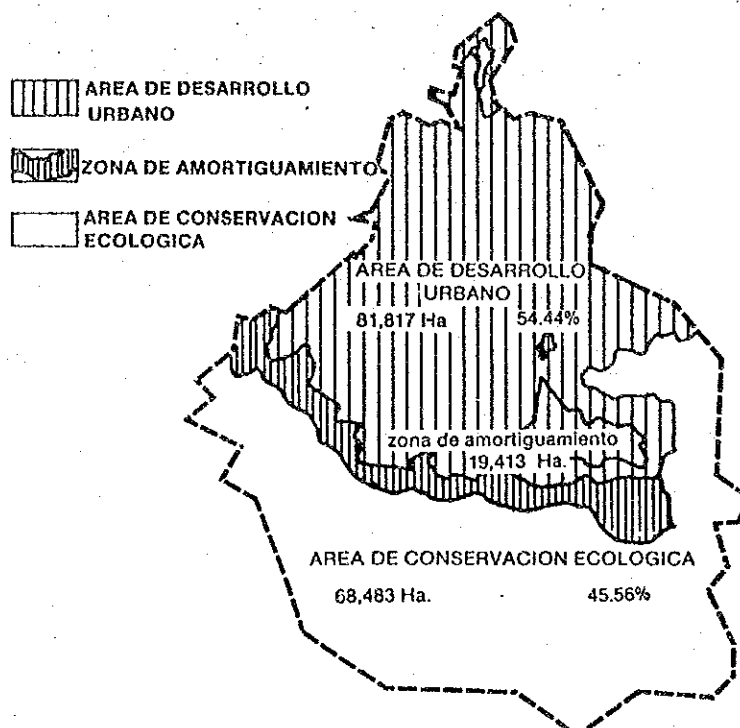 AREA DE DESARROLLO
URBANO
ZONA DE AMORTIGUAMIENTO
AREA DE CONSERVACION
ECOLOGICA
AREA DE DESARROLLO
URBANO
81,817 Ha 54.44%
zona de amortiguamiento
19,413 Ha.
AREA DE CONSERVACION ECOLOGICA
68,483 Ha. - 45.56%